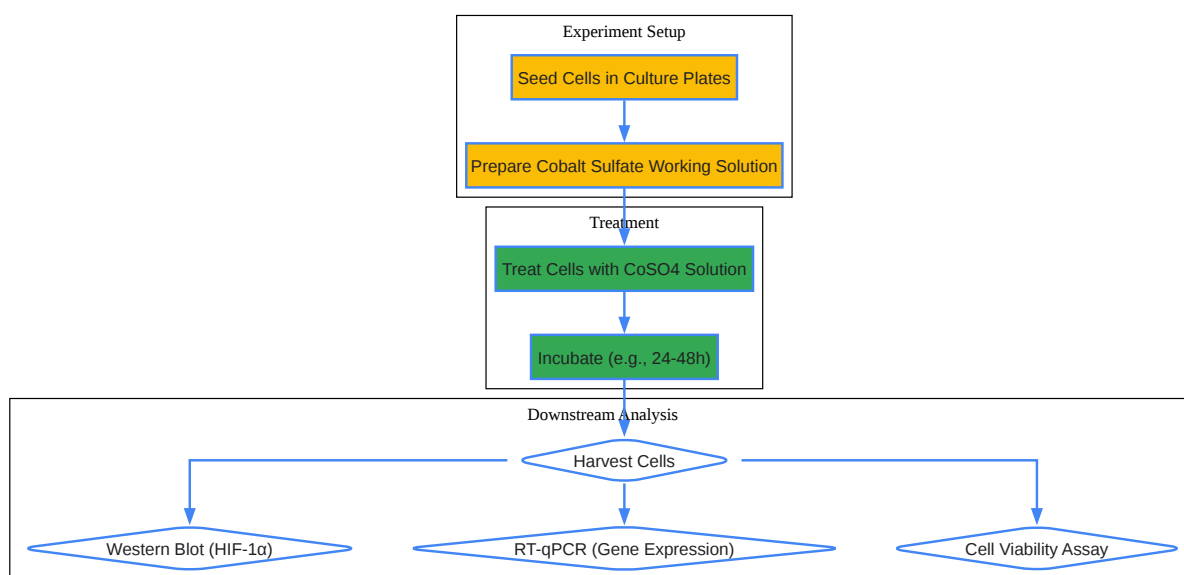 Experiment Setup
Seed Cells in Culture Plates
Prepare Cobalt Sulfate Working Solution
Treatment
Treat Cells with CoSO4 Solution
Incubate (e.g., 24-48h)
Downstream Analysis
Harvest Cells
Western Blot (HIF-1α)
RT-qPCR (Gene Expression)
Cell Viability Assay